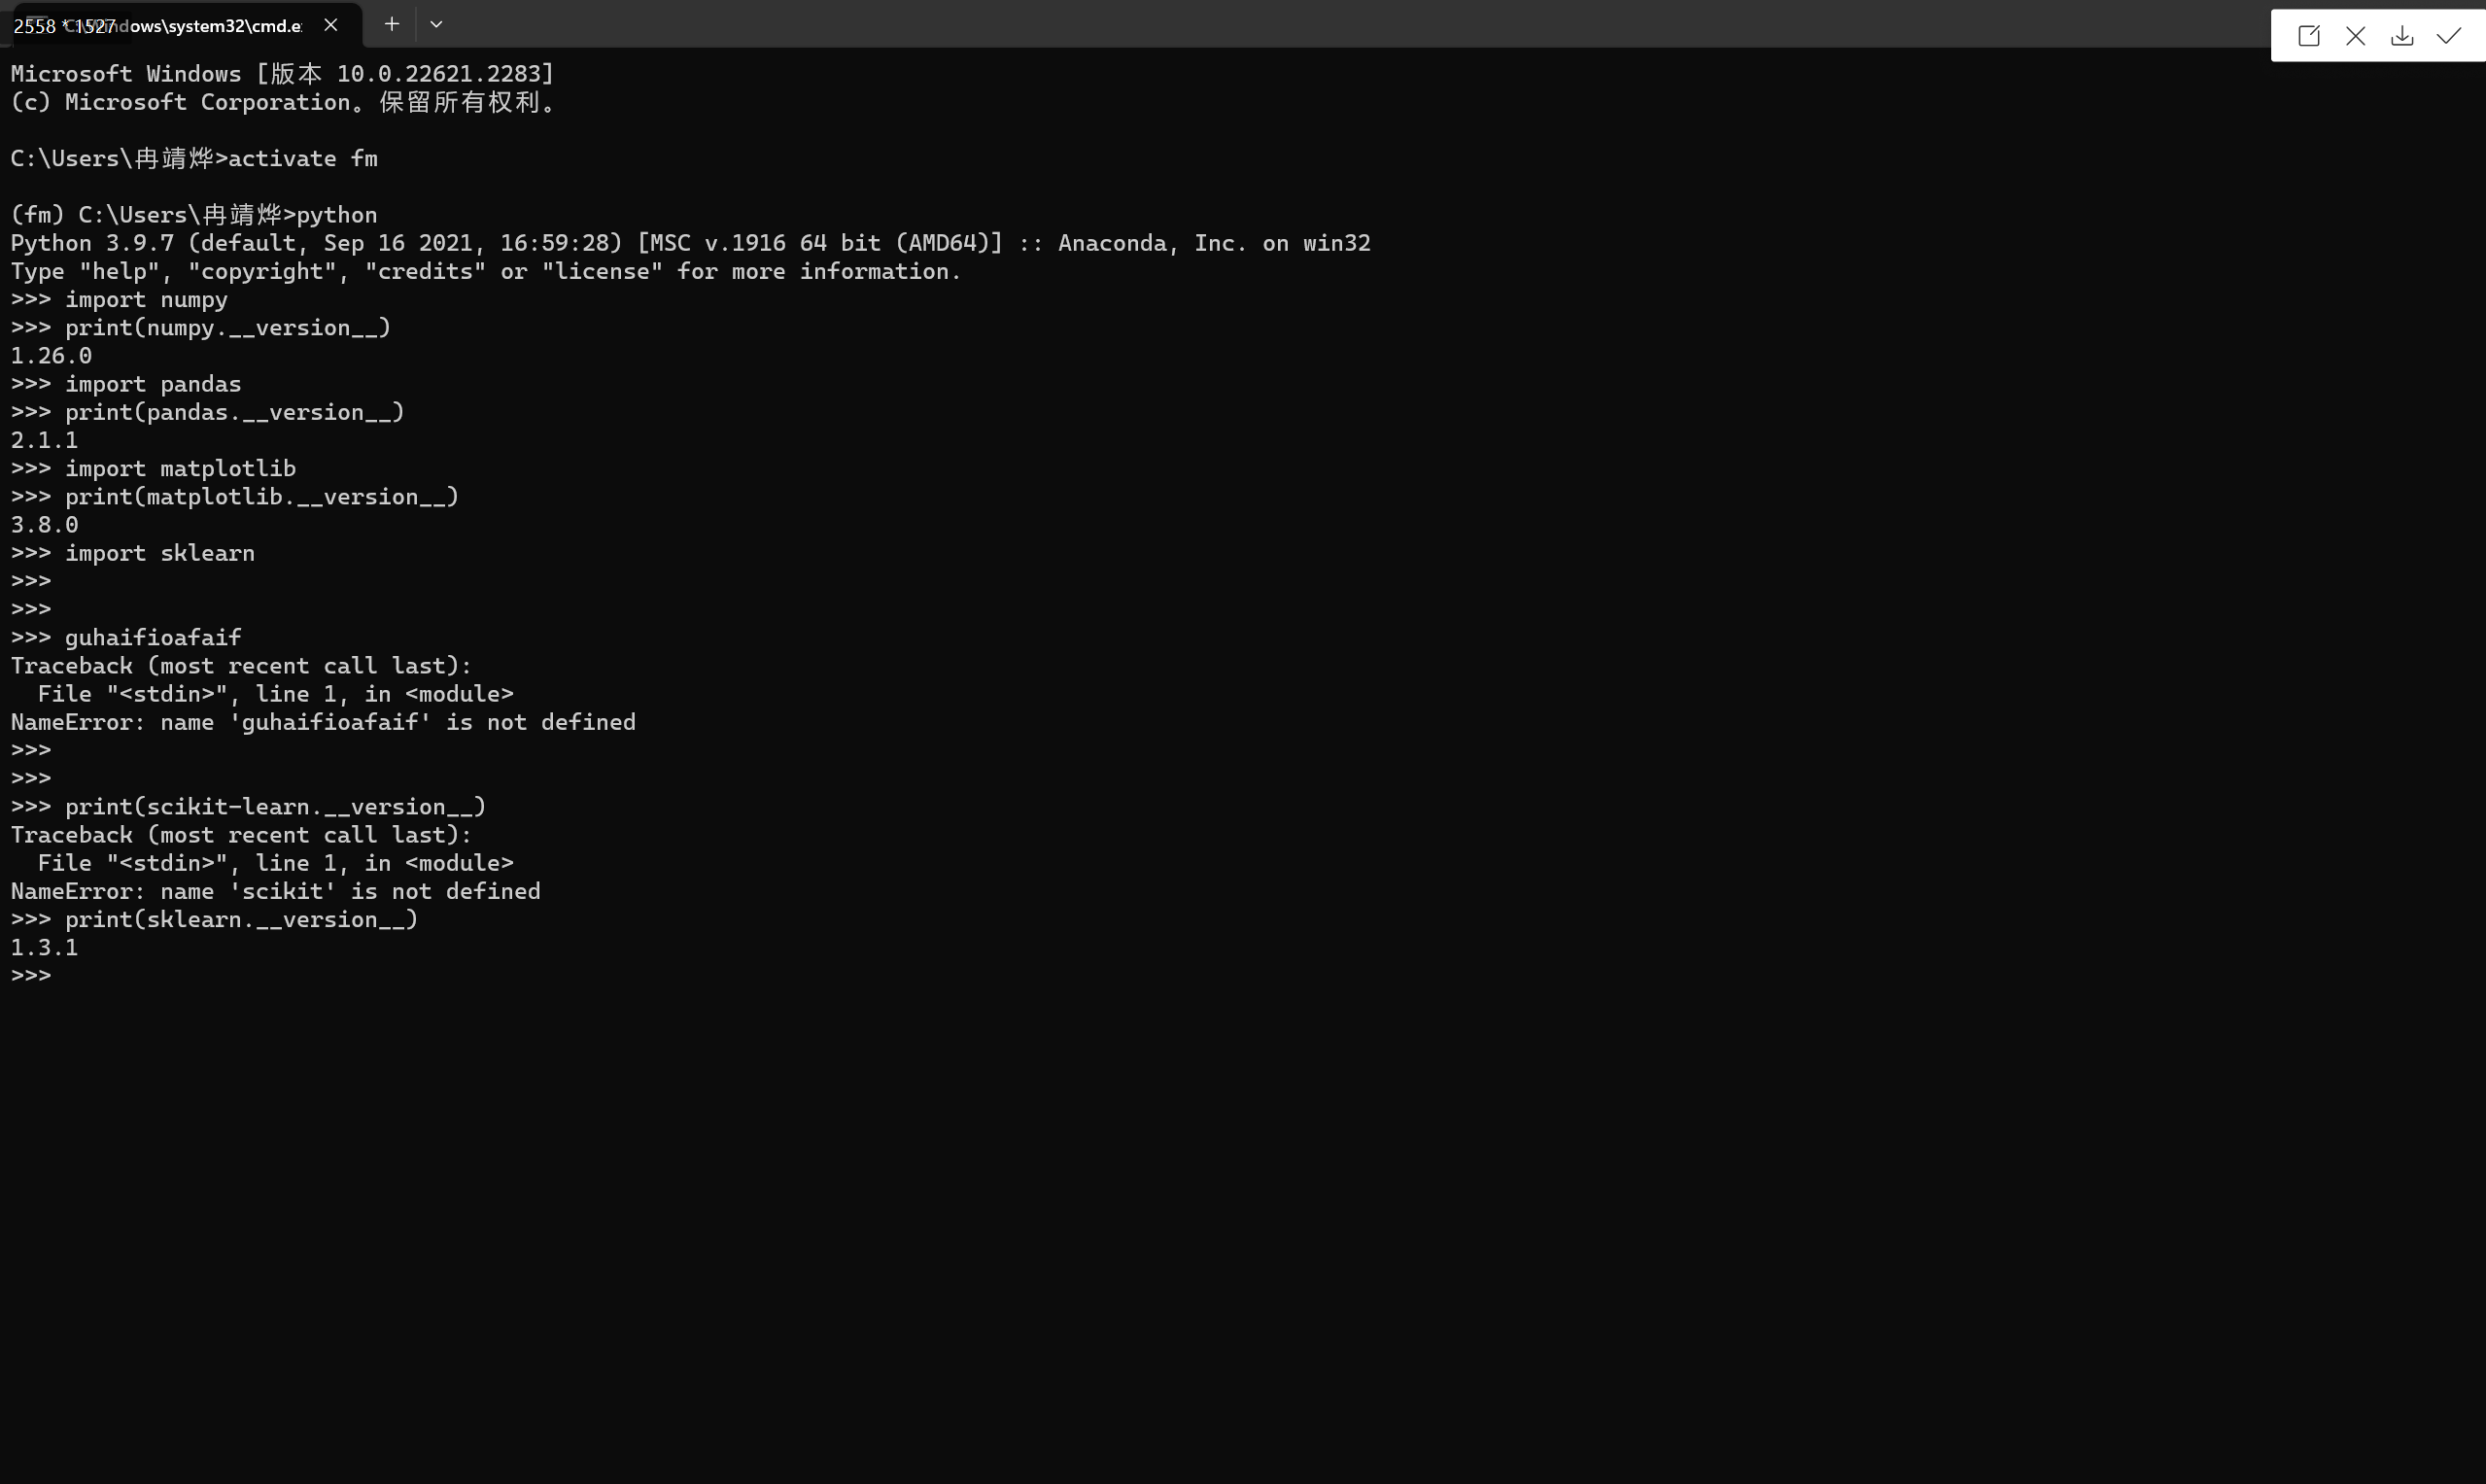 2558 * 1527
C:\Windows\system32\cmd.e
Microsoft Windows [版本 10.0.22621.2283]
(c) Microsoft Corporation。保留所有权利。
C:\Users\冉靖烨>activate fm
(fm) C:\Users\冉靖烨>python
Python 3.9.7 (default, Sep 16 2021, 16:59:28) [MSC v.1916 64 bit (AMD64)] :: Anaconda, Inc. on win32
Type "help", "copyright", "credits" or "license" for more information.
>>> import numpy
>>> print(numpy.__version__)
1.26.0
>>> import pandas
>>> print(pandas.__version__)
2.1.1
>>> import matplotlib
>>> print(matplotlib.__version__)
3.8.0
>>> import sklearn
>>>
>>>
>>> guhaifioafaif
Traceback (most recent call last):
  File "<stdin>", line 1, in <module>
NameError: name 'guhaifioafaif' is not defined
>>>
>>>
>>> print(scikit-learn.__version__)
Traceback (most recent call last):
  File "<stdin>", line 1, in <module>
NameError: name 'scikit' is not defined
>>> print(sklearn.__version__)
1.3.1
>>>